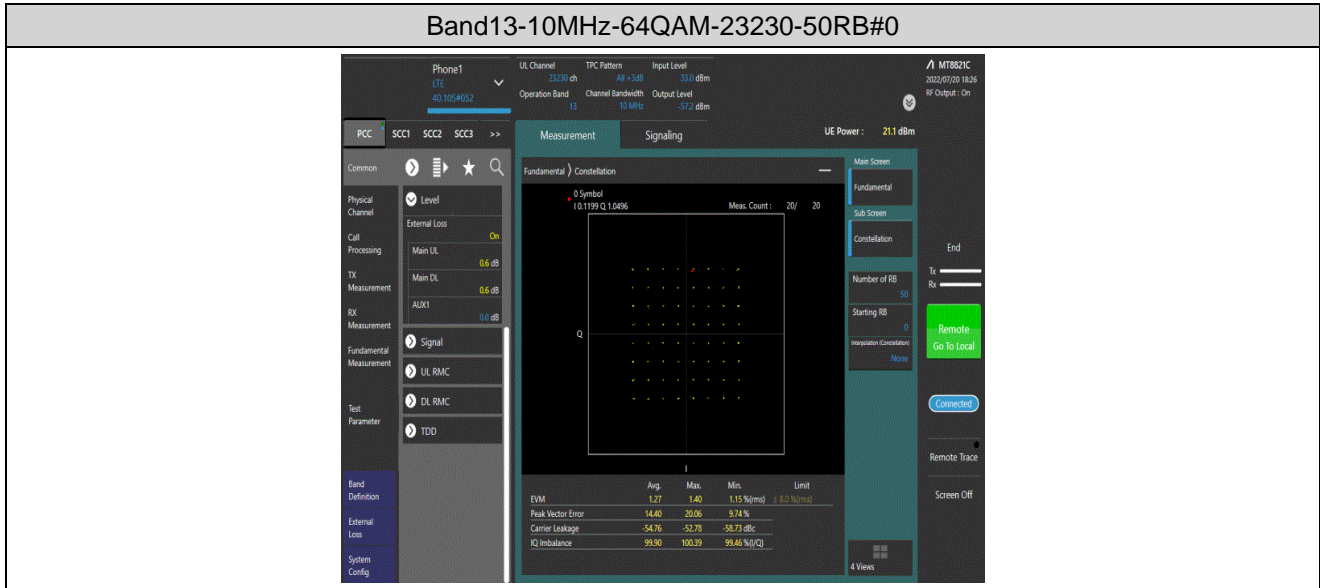 Band13-10MHz-64QAM-23230-50RB#0
Phone1
LTE
40.105#052
UL Channel TPC Pattern Input Level
23230 ch All +3dB 33.0 dBm
Operation Band Channel Bandwidth Output Level
13 10 MHz -57.2 dBm
MT8821C
2022/07/20 18:26
RF Output : On
PCC SCC1 SCC2 SCC3 >>
Measurement Signaling
UE Power : 21.1 dBm
Common
Physical
Channel
Call
Processing
TX
Measurement
RX
Measurement
Fundamental
Measurement
Test
Parameter
Band
Definition
External
Loss
System
Config
Level
External Loss
On
Main UL
0.6 dB
Main DL
0.6 dB
AUX1
0.0 dB
Signal
UL RMC
DL RMC
TDD
Fundamental 〉 Constellation
0 Symbol
I 0.1199 Q 1.0496 Meas. Count : 20/ 20
Q
I
Avg. Max. Min. Limit
EVM 1.27 1.40 1.15 %(rms) ≤ 8.0 %(rms)
Peak Vector Error 14.40 20.06 9.74 %
Carrier Leakage -54.76 -52.78 -58.73 dBc
IQ Imbalance 99.90 100.39 99.46 %(I/Q)
Main Screen
Fundamental
Sub Screen
Constellation
Number of RB
50
Starting RB
0
Interpolation (Constellation)
None
4 Views
End
Tx
Rx
Remote
Go To Local
Connected
Remote Trace
Screen Off